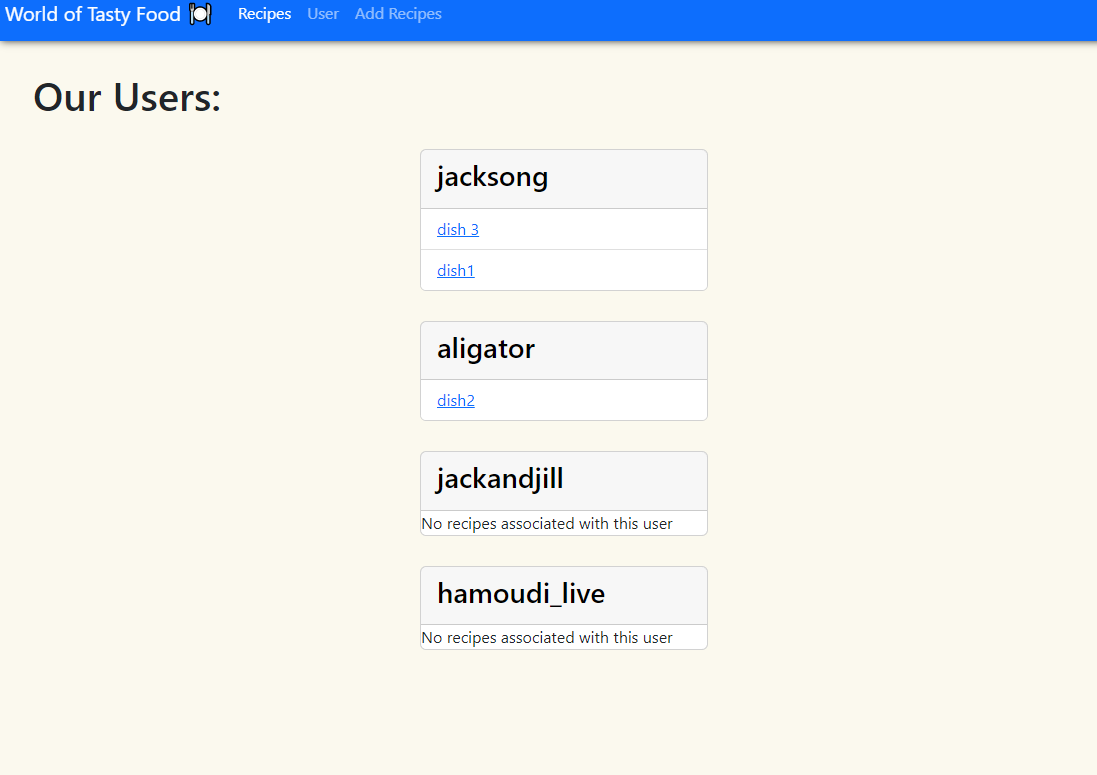 World of Tasty Food 🍽 Recipes User Add Recipes
Our Users:
jacksong
dish 3
dish1
aligator
dish2
jackandjill
No recipes associated with this user
hamoudi_live
No recipes associated with this user